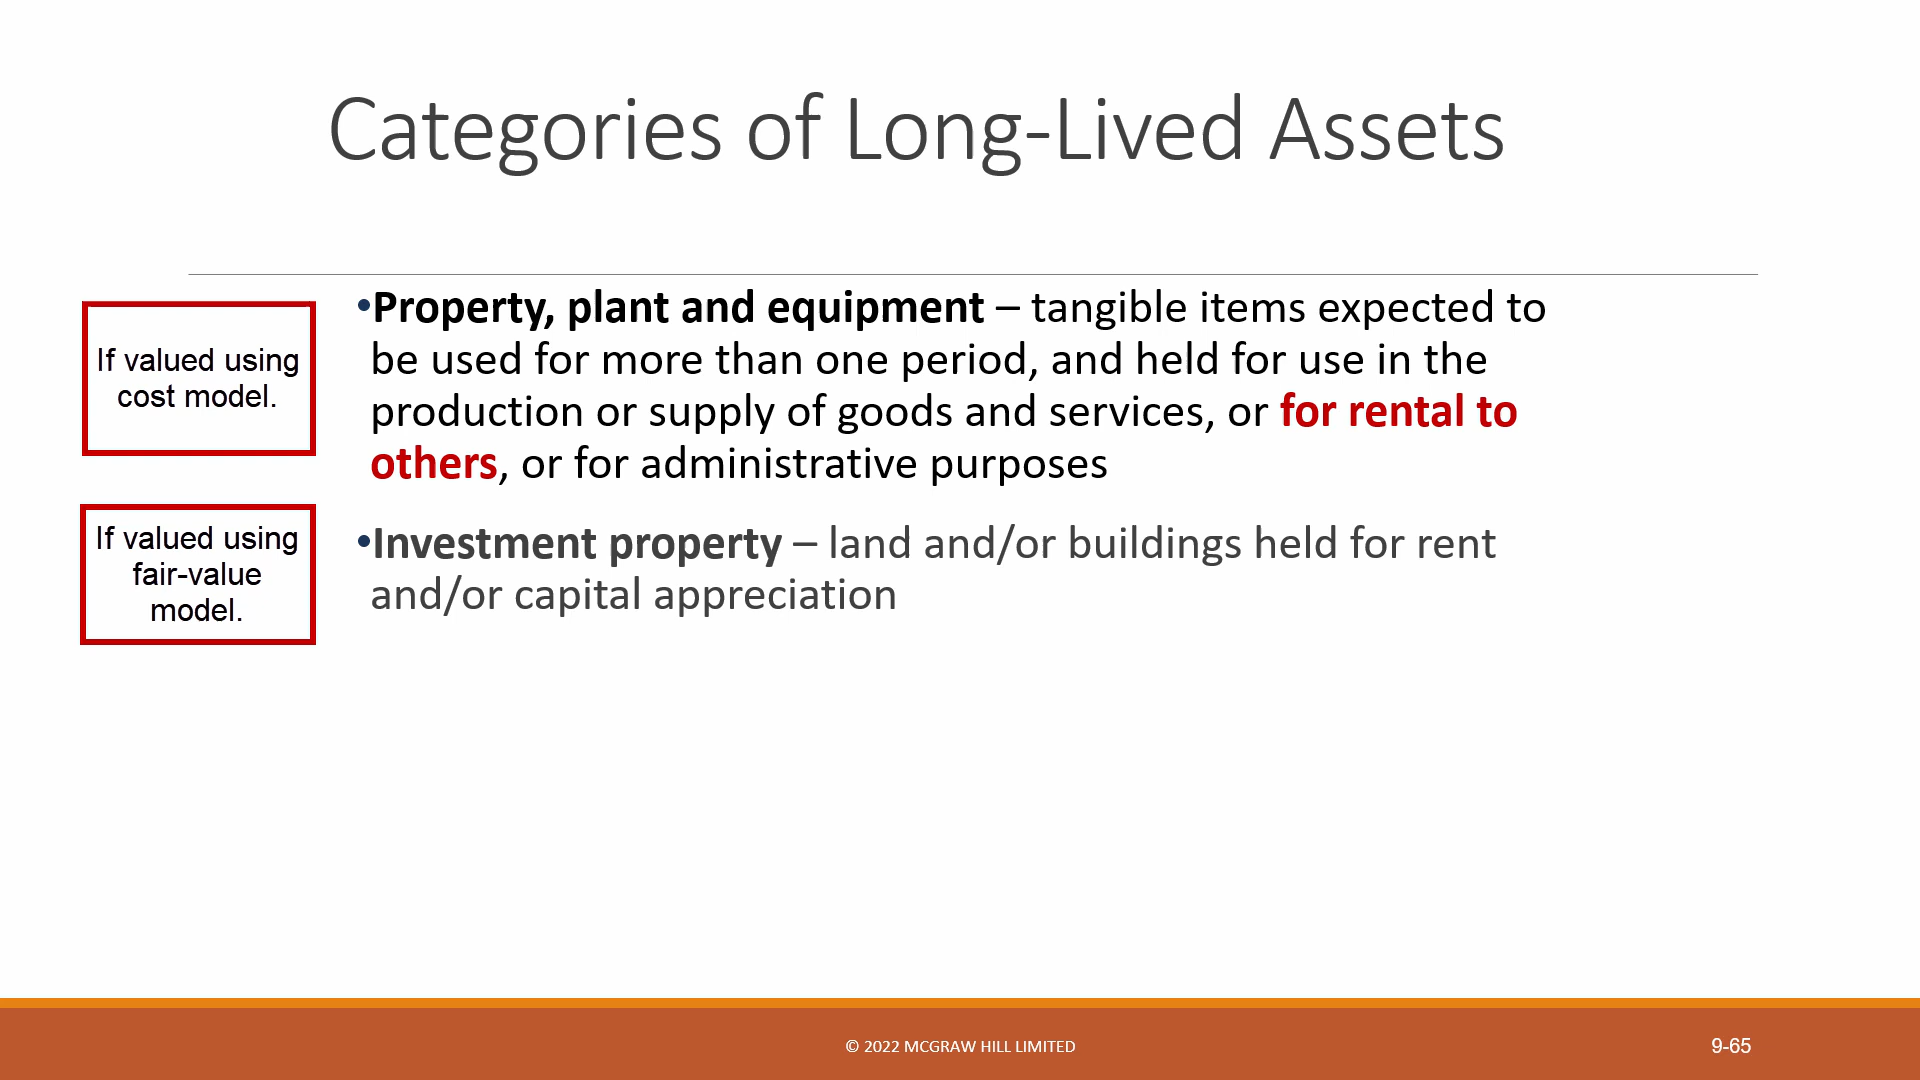 Categories of Long-Lived Assets
If valued using
cost model.
•Property, plant and equipment – tangible items expected to
be used for more than one period, and held for use in the
production or supply of goods and services, or for rental to
others, or for administrative purposes
If valued using
fair-value
model.
•Investment property – land and/or buildings held for rent
and/or capital appreciation
© 2022 MCGRAW HILL LIMITED
9-65